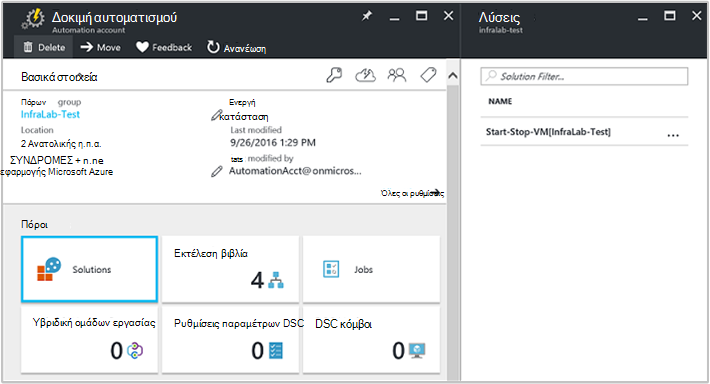 Δοκιμή αυτοματισμού
Automation account
Delete
Move
Feedback
Ανανέωση
Βασικά στοιχεία
Πόρων group
InfraLab-Test
Location
2 Ανατολικής η.π.α.
ΣΥΝΔΡΟΜΕΣ + n.ne
εφαρμογής Microsoft Azure
Ενεργή
κατάσταση
Last modified
9/26/2016 1:29 PM
tats modified by
AutomationAcct@onmicros...
Όλες οι ρυθμίσεις
Πόροι
Solutions
Εκτέλεση βιβλία
4
Jobs
Υβριδική ομάδων εργασίας
0
Ρυθμίσεις παραμέτρων DSC
0
DSC κόμβοι
0
Λύσεις
infralab-test
Solution Filter...
NAME
Start-Stop-VM[InfraLab-Test]
...